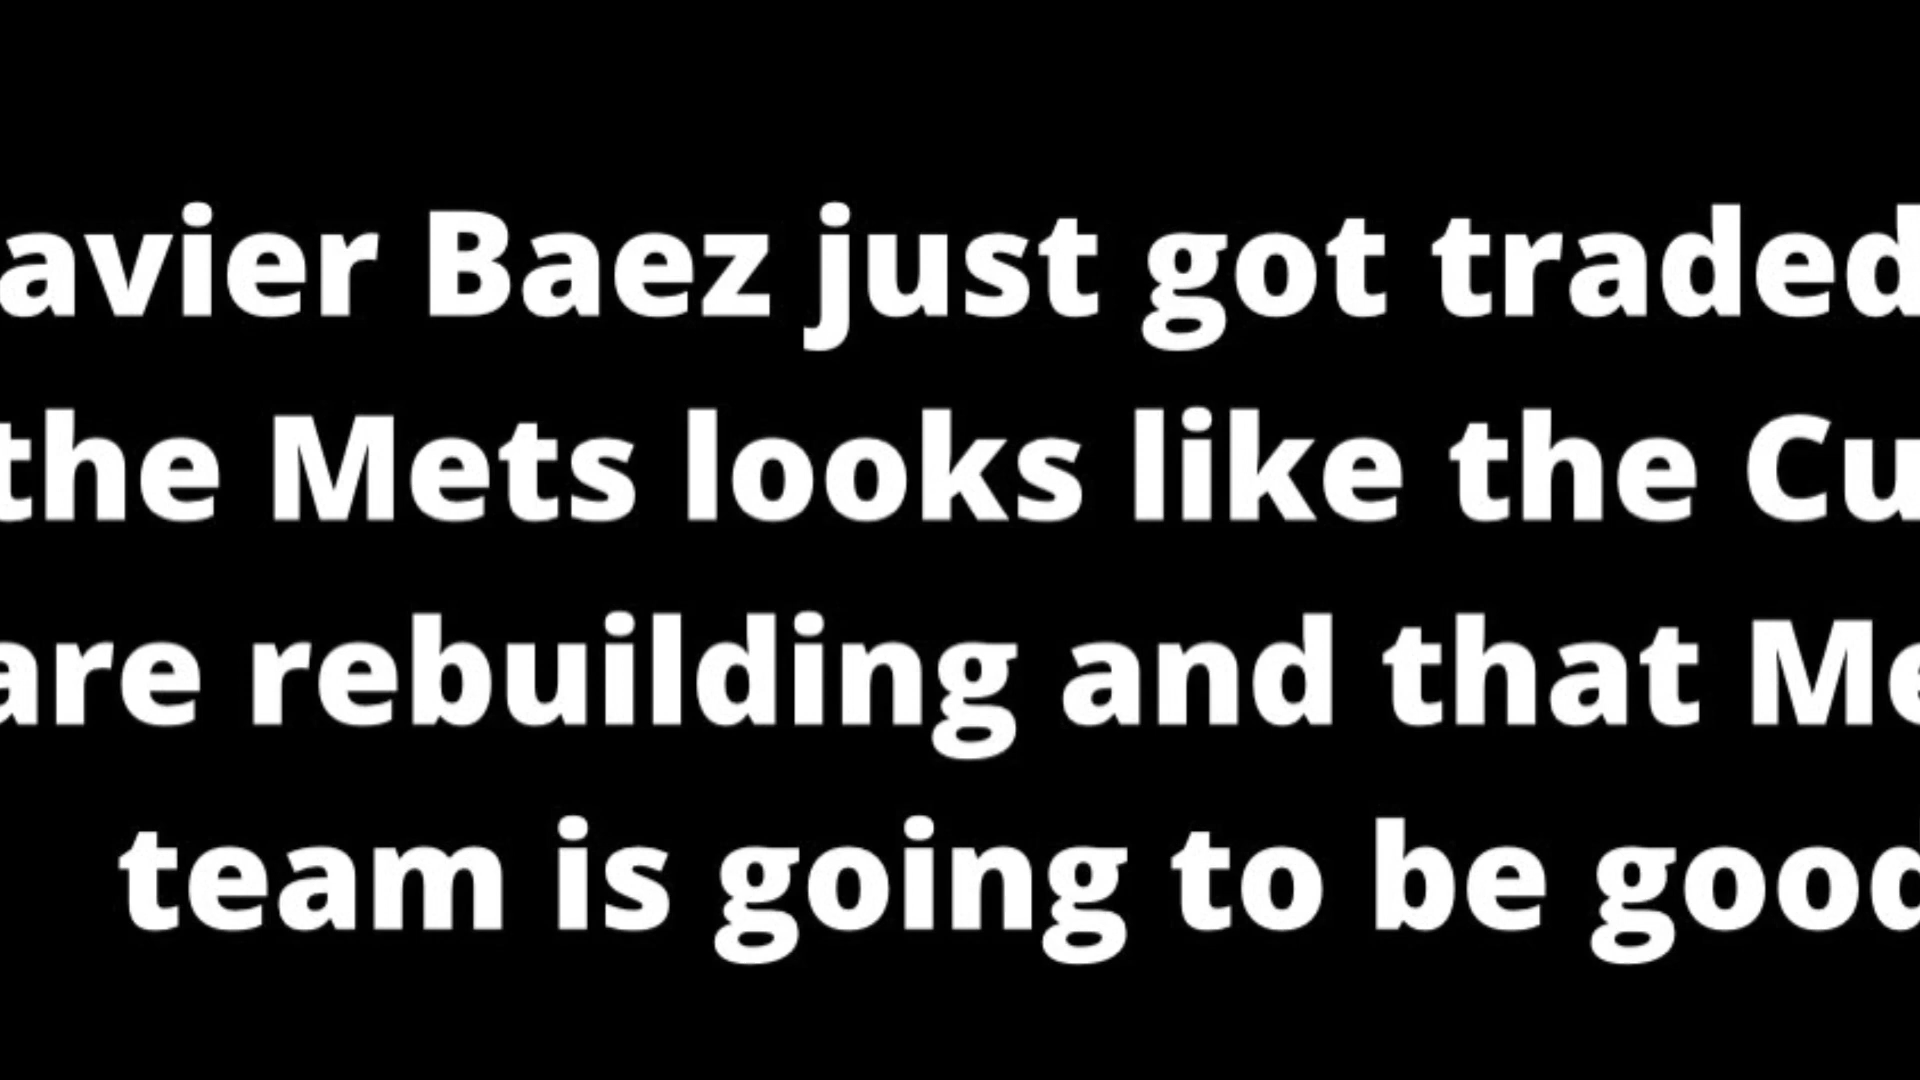 avier Baez just got traded
the Mets looks like the Cu
are rebuilding and that Me
team is going to be good